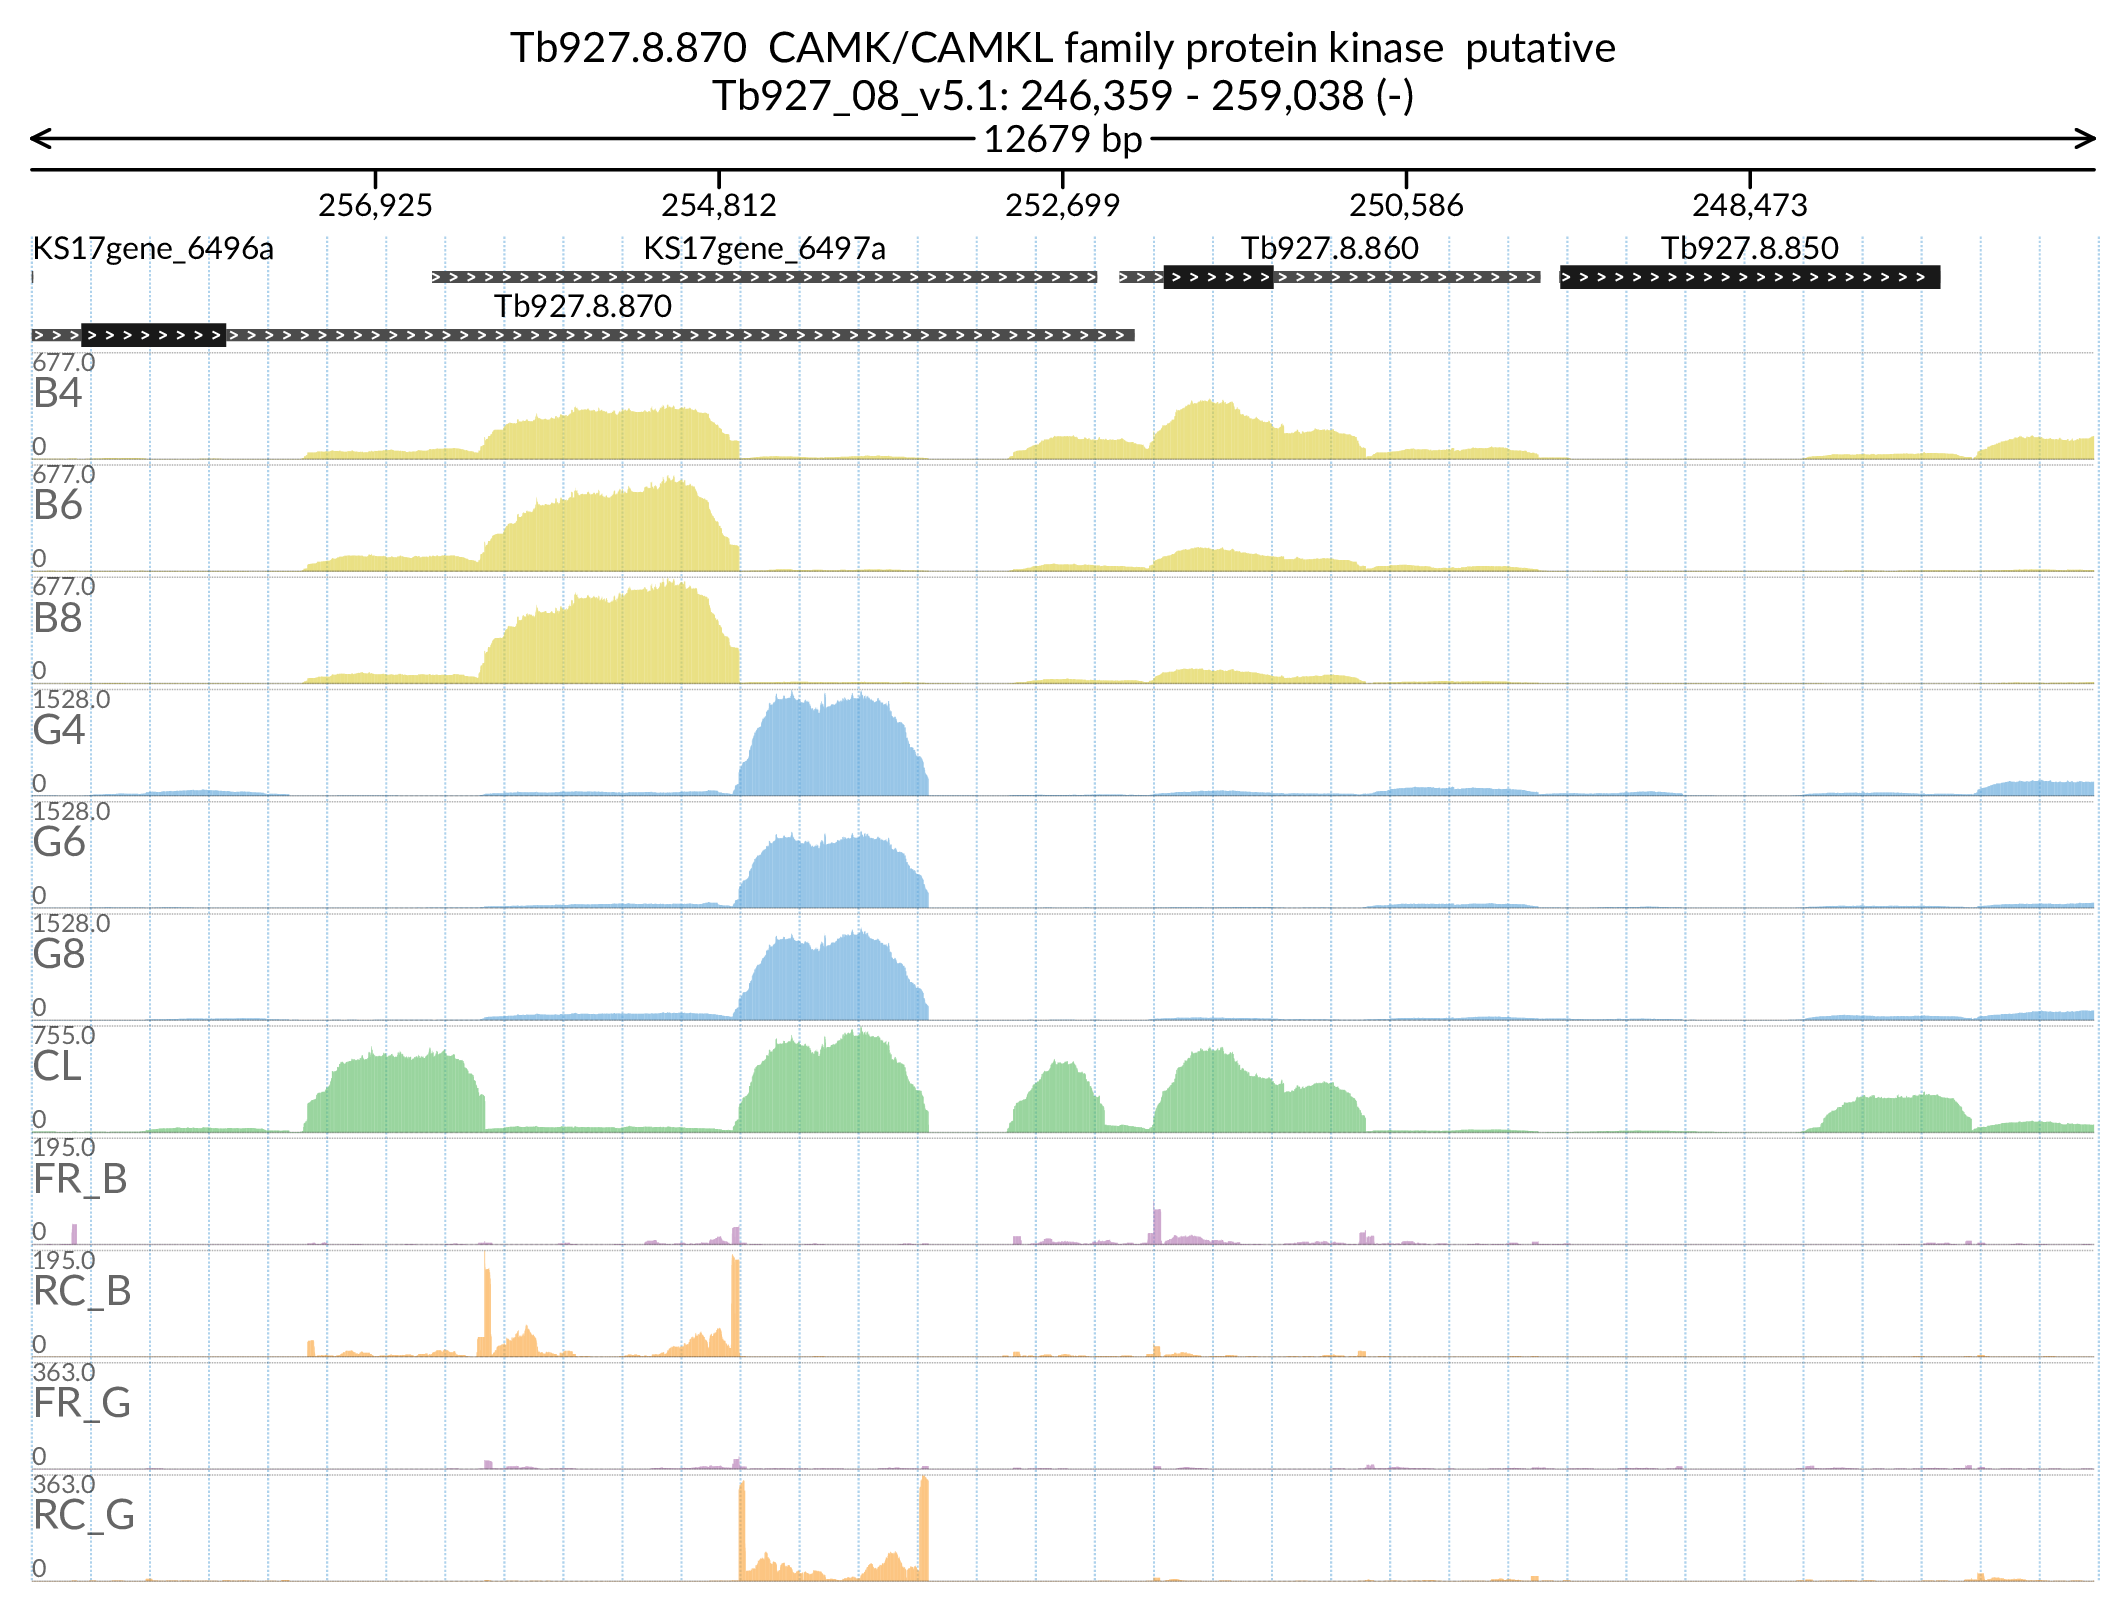 Tb927.8.870  CAMK/CAMKL family protein kinase  putative
Tb927_08_v5.1: 246,359 - 259,038 (-)
12679 bp
256,925 254,812 252,699 250,586 248,473
KS17gene_6496a KS17gene_6497a Tb927.8.860 Tb927.8.850
Tb927.8.870
677.0
B4
0
677.0
B6
0
677.0
B8
0
1528.0
G4
0
1528.0
G6
0
1528.0
G8
0
755.0
CL
0
195.0
FR_B
0
195.0
RC_B
0
363.0
FR_G
0
363.0
RC_G
0